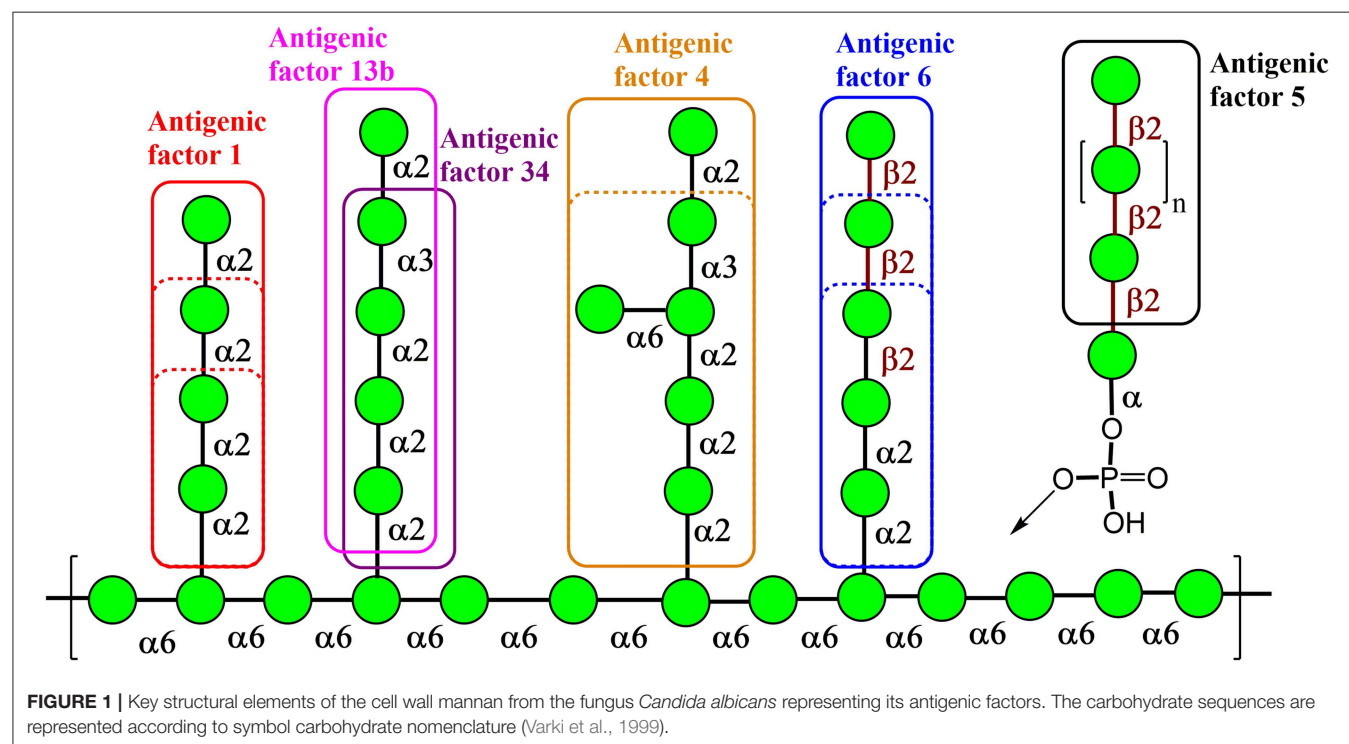 Antigenic
factor 1
α2
α2
α2
α2
Antigenic
factor 13b
Antigenic
factor 34
α2
α3
α2
α2
α2
Antigenic
factor 4
α2
α3
α6
α2
α2
α2
Antigenic
factor 6
β2
β2
β2
α2
α2
Antigenic
factor 5
β2
n
β2
β2
α
O
O P O
OH
α6 α6 α6 α6 α6 α6 α6 α6 α6 α6 α6 α6
FIGURE 1 | Key structural elements of the cell wall mannan from the fungus Candida albicans representing its antigenic factors. The carbohydrate sequences are
represented according to symbol carbohydrate nomenclature (Varki et al., 1999).